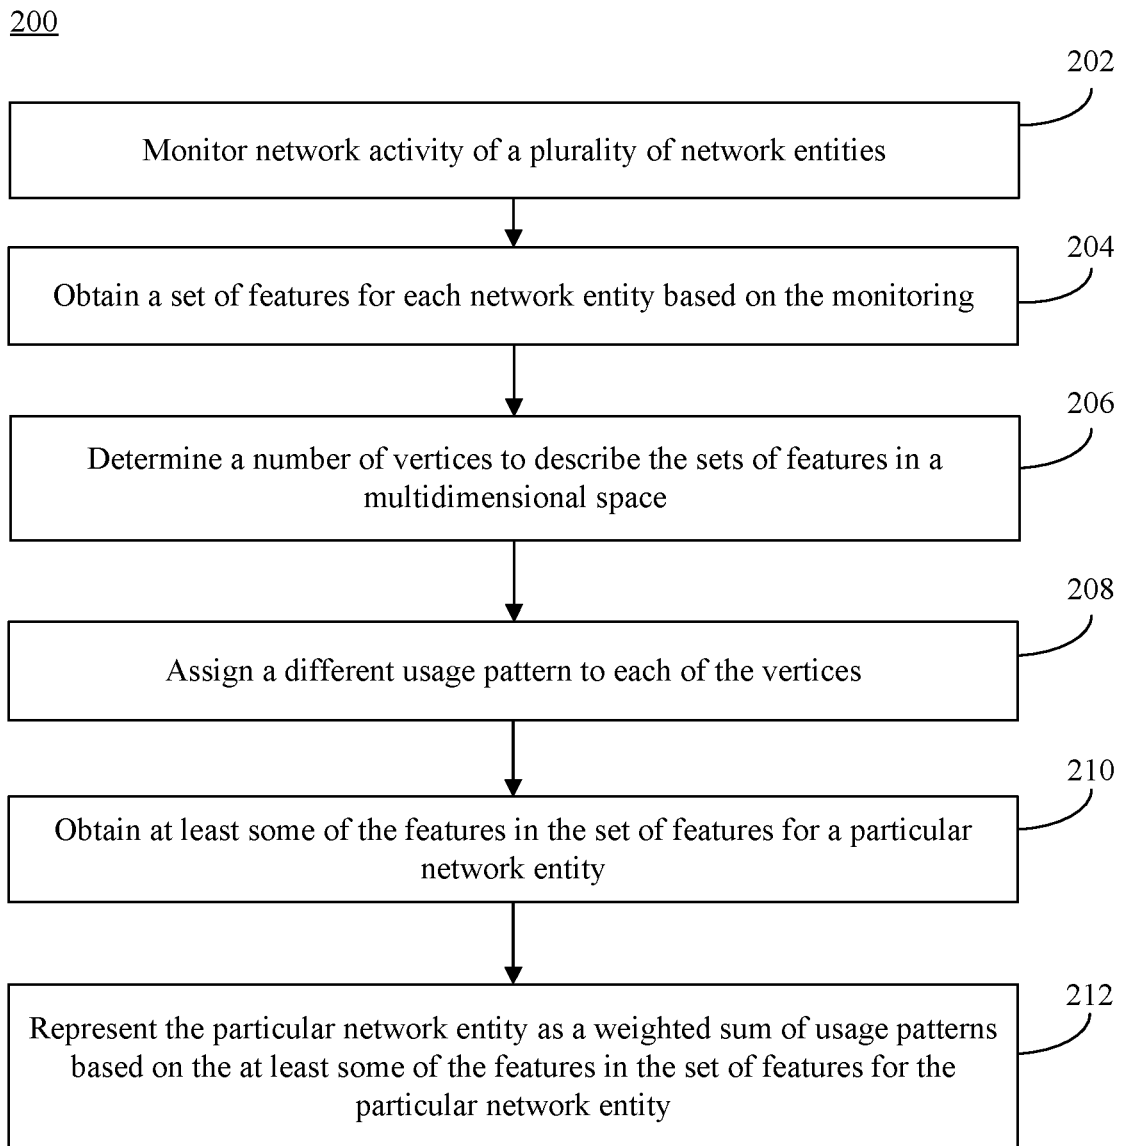 200
202
Monitor network activity of a plurality of network entities
204
Obtain a set of features for each network entity based on the monitoring
206
Determine a number of vertices to describe the sets of features in a
multidimensional space
208
Assign a different usage pattern to each of the vertices
210
Obtain at least some of the features in the set of features for a particular
network entity
212
Represent the particular network entity as a weighted sum of usage patterns
based on the at least some of the features in the set of features for the
particular network entity